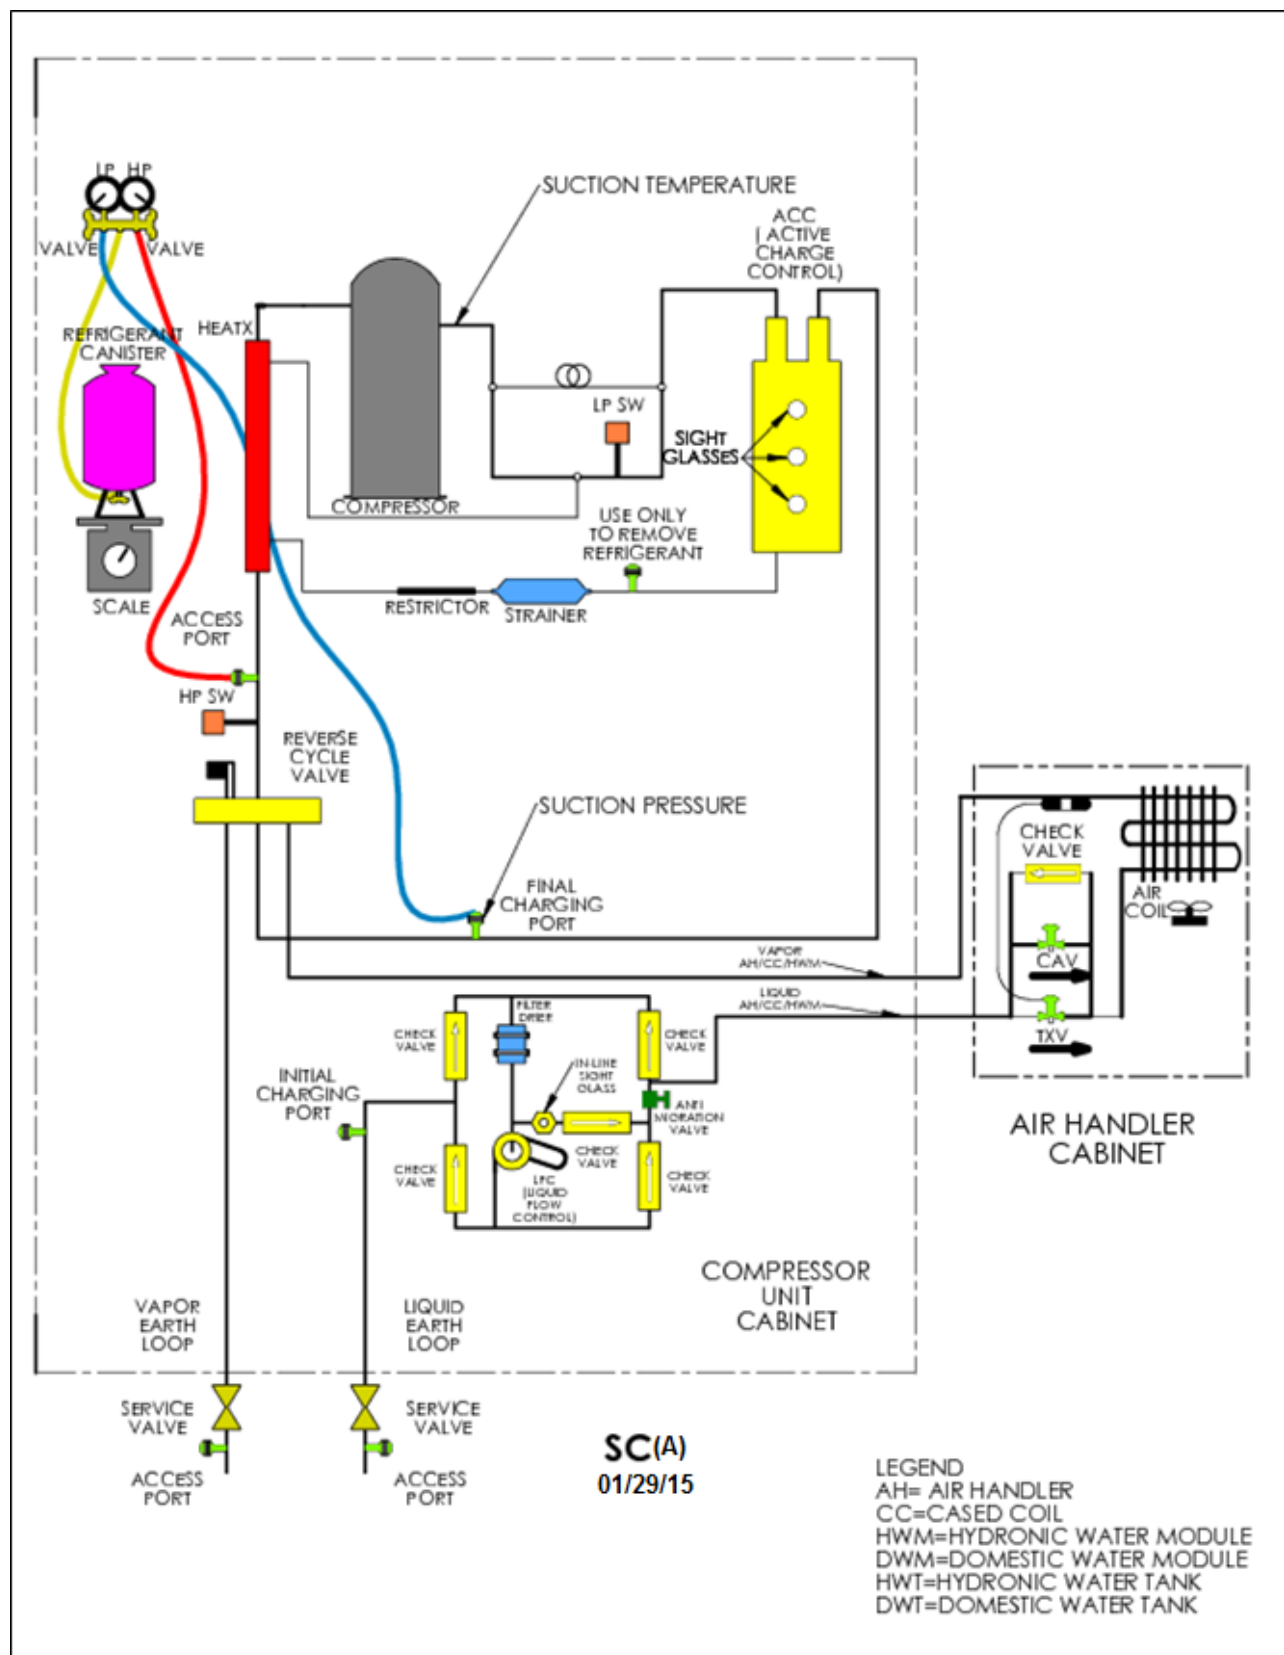 LP HP
VALVE VALVE
SUCTION TEMPERATURE
ACC
( ACTIVE
CHARGE
CONTROL)
REFRIGERANT
CANISTER
HEATX
LP SW
SIGHT
GLASSES
COMPRESSOR
USE ONLY
TO REMOVE
REFRIGERANT
SCALE
RESTRICTOR
STRAINER
ACCESS
PORT
HP SW
REVERSE
CYCLE
VALVE
SUCTION PRESSURE
FINAL
CHARGING
PORT
CHECK
VALVE
AIR
COIL
CAV
TXV
VAPOR
AH/CC/HWM
LIQUID
AH/CC/HWM
AIR HANDLER
CABINET
FILTER
DRIER
CHECK
VALVE
CHECK
VALVE
IN-LINE
SIGHT
GLASS
INITIAL
CHARGING
PORT
ANTI
MIGRATION
VALVE
CHECK
VALVE
CHECK
VALVE
CHECK
VALVE
LFC
(LIQUID
FLOW
CONTROL)
COMPRESSOR
UNIT
CABINET
VAPOR
EARTH
LOOP
LIQUID
EARTH
LOOP
SERVICE
VALVE
SERVICE
VALVE
ACCESS
PORT
ACCESS
PORT
SC(A)
01/29/15
LEGEND
AH= AIR HANDLER
CC=CASED COIL
HWM=HYDRONIC WATER MODULE
DWM=DOMESTIC WATER MODULE
HWT=HYDRONIC WATER TANK
DWT=DOMESTIC WATER TANK